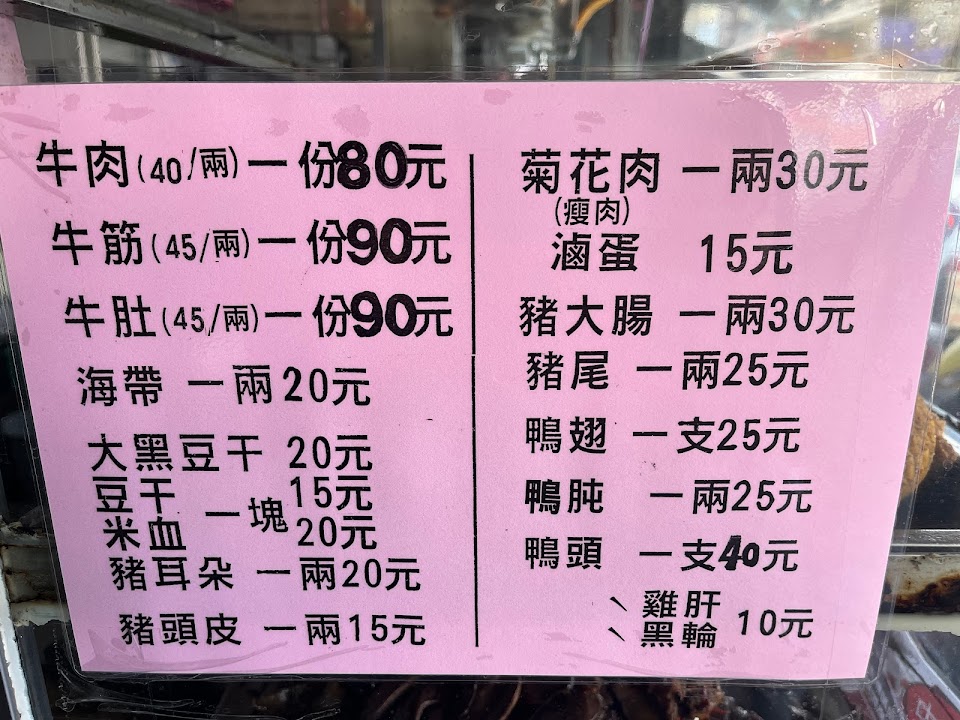 牛肉(40/兩)一份80元
牛筋(45/兩)一份90元
牛肚(45/兩)一份90元
海帶 一兩20元
大黑豆干 20元
豆干 一塊 15元
米血 20元
豬耳朵 一兩20元
豬頭皮 一兩15元
菊花肉 一兩30元
(瘦肉)
滷蛋 15元
豬大腸 一兩30元
豬尾 一兩25元
鴨翅 一支25元
鴨肫 一兩25元
鴨頭 一支40元
、雞肝 10元
、黑輪